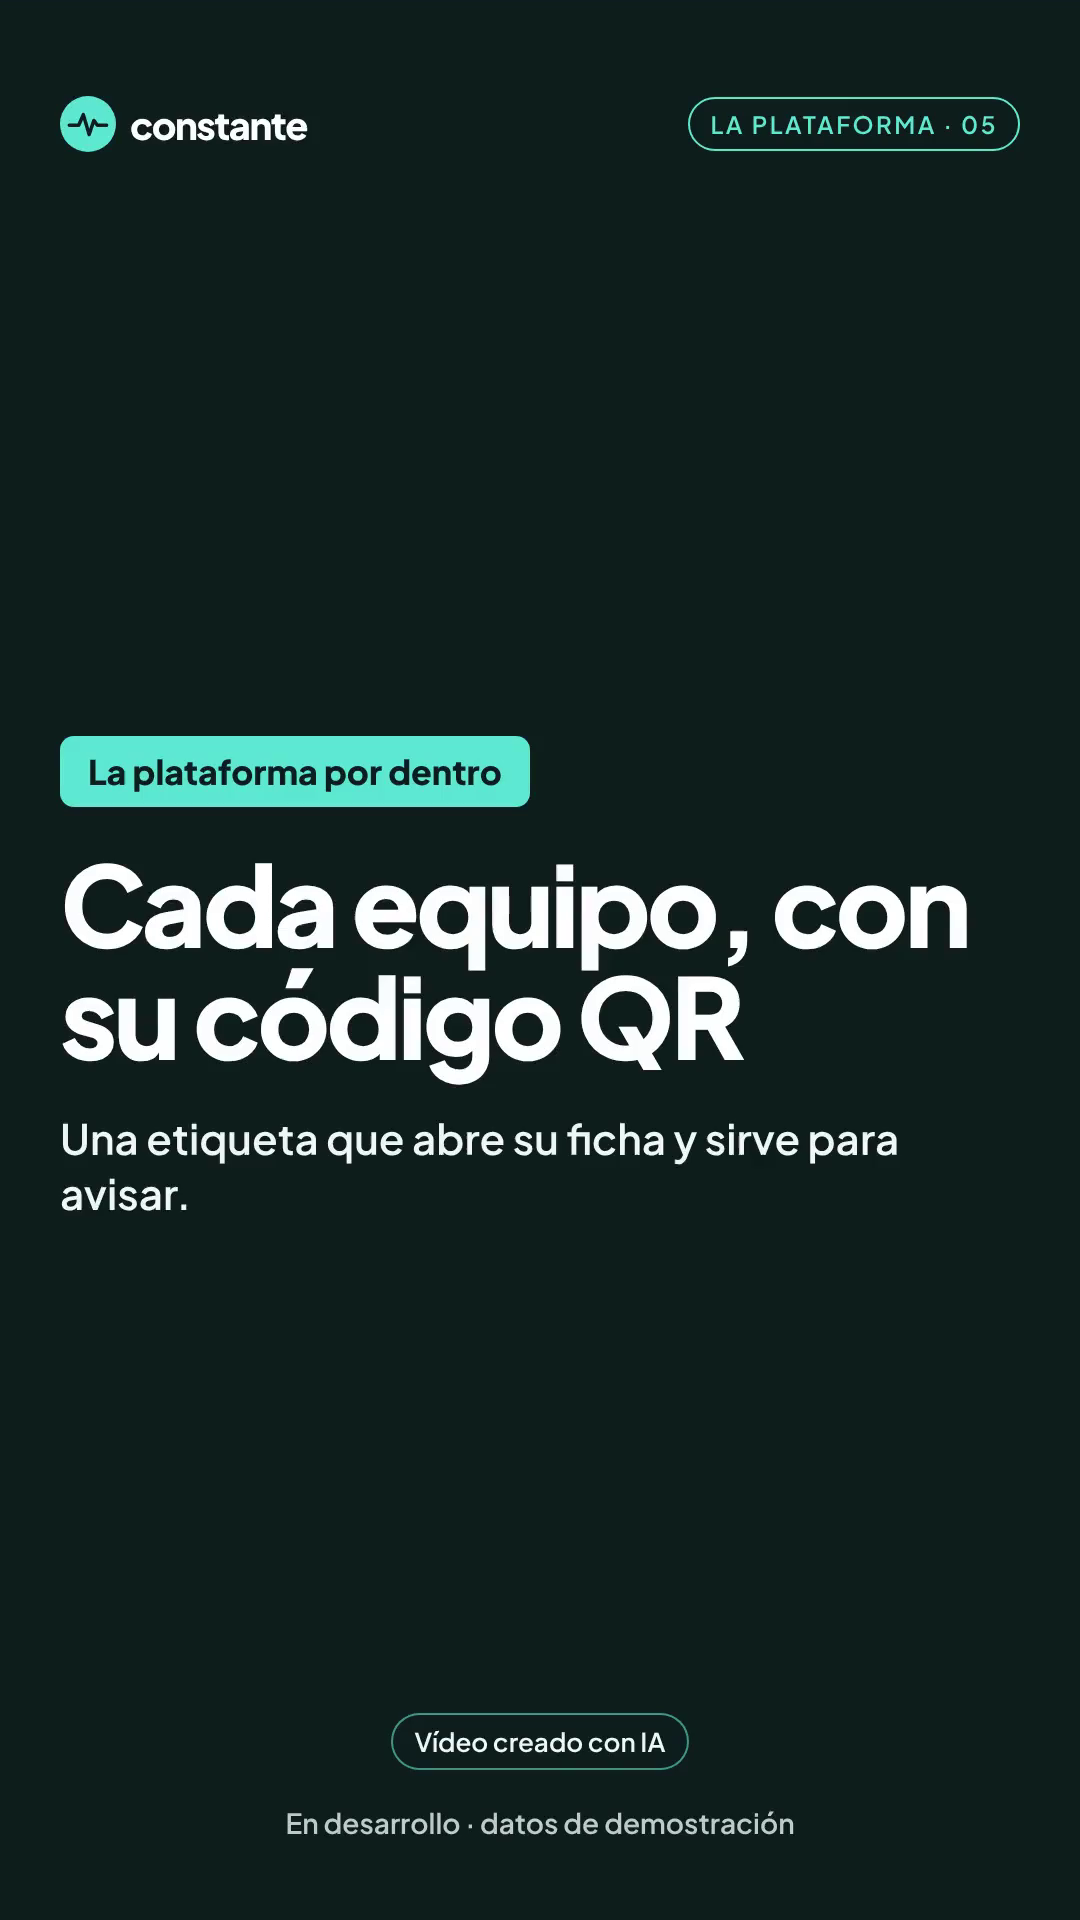 constante
LA PLATAFORMA · 05
La plataforma por dentro
Cada equipo, con
su código QR
Una etiqueta que abre su ficha y sirve para
avisar.
Vídeo creado con IA
En desarrollo · datos de demostración